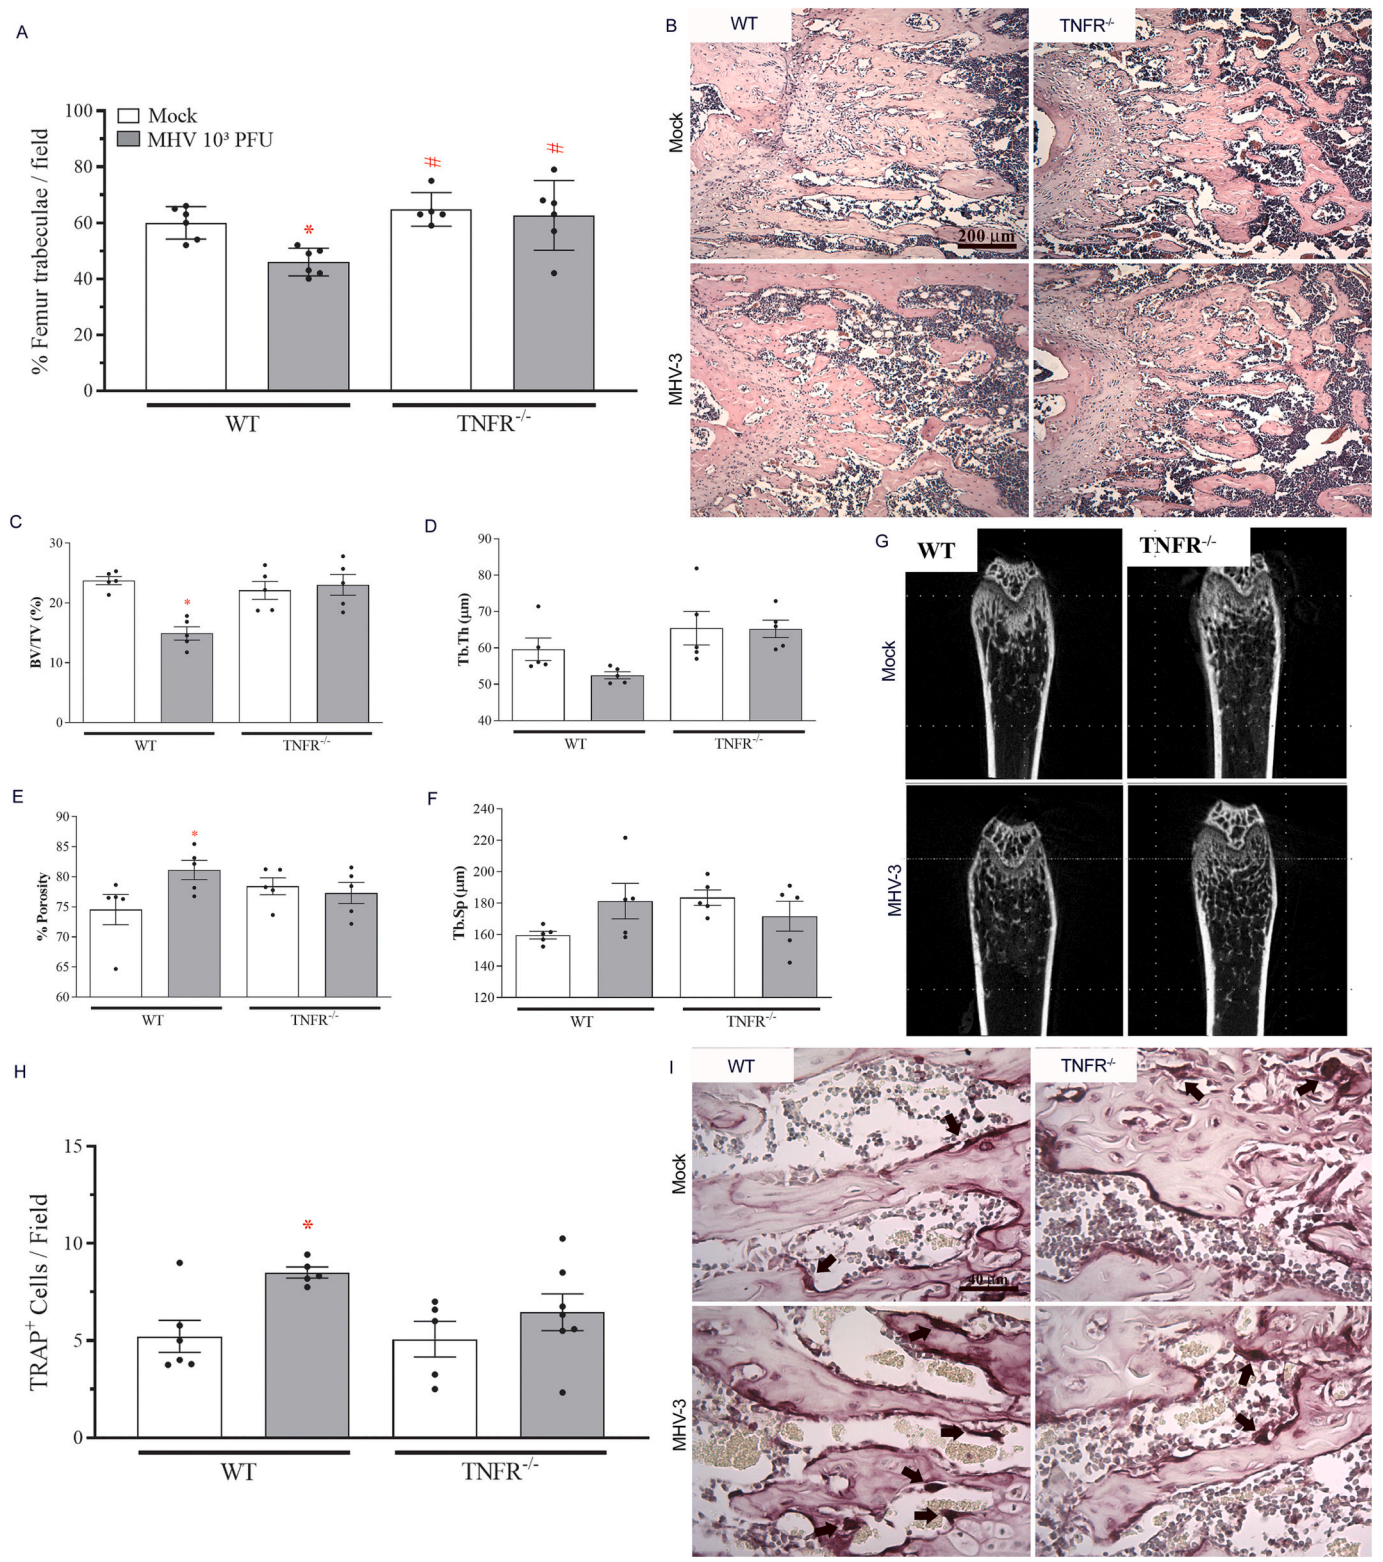 A
% Femur trabeculae / field
100
80
60
40
20
0
Mock
MHV 10³ PFU
*
#
#
WT
TNFR-/-
B
WT
TNFR-/-
Mock
MHV-3
200 μm
C
BV/TV (%)
30
20
10
0
*
WT
TNFR-/-
D
Tb.Th (μm)
90
80
70
60
50
40
WT
TNFR-/-
E
% Porosity
90
85
80
75
70
65
60
*
WT
TNFR-/-
F
Tb.Sp (μm)
240
220
200
180
160
140
120
WT
TNFR-/-
G
WT
TNFR-/-
Mock
MHV-3
H
TRAP+ Cells / Field
15
10
5
0
*
WT
TNFR-/-
I
WT
TNFR-/-
Mock
MHV-3
40 μm